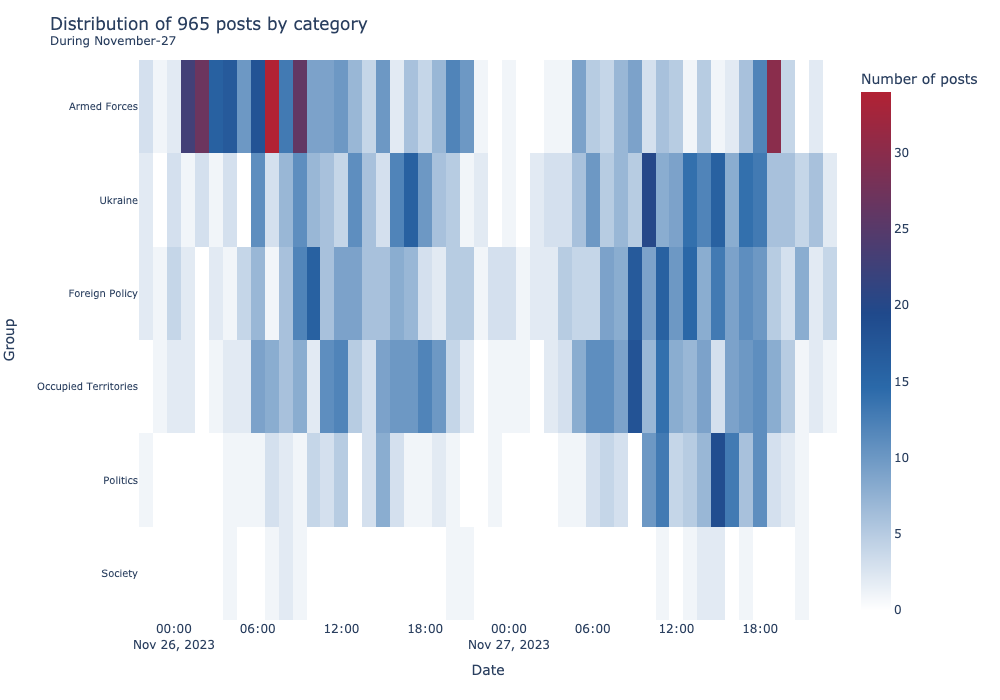 Distribution of 965 posts by category
During November-27
Number of posts
Armed Forces
Ukraine
Foreign Policy
Occupied Territories
Politics
Society
Group
30
25
20
15
10
5
0
00:00 06:00 12:00 18:00 00:00 06:00 12:00 18:00
Nov 26, 2023 Nov 27, 2023
Date